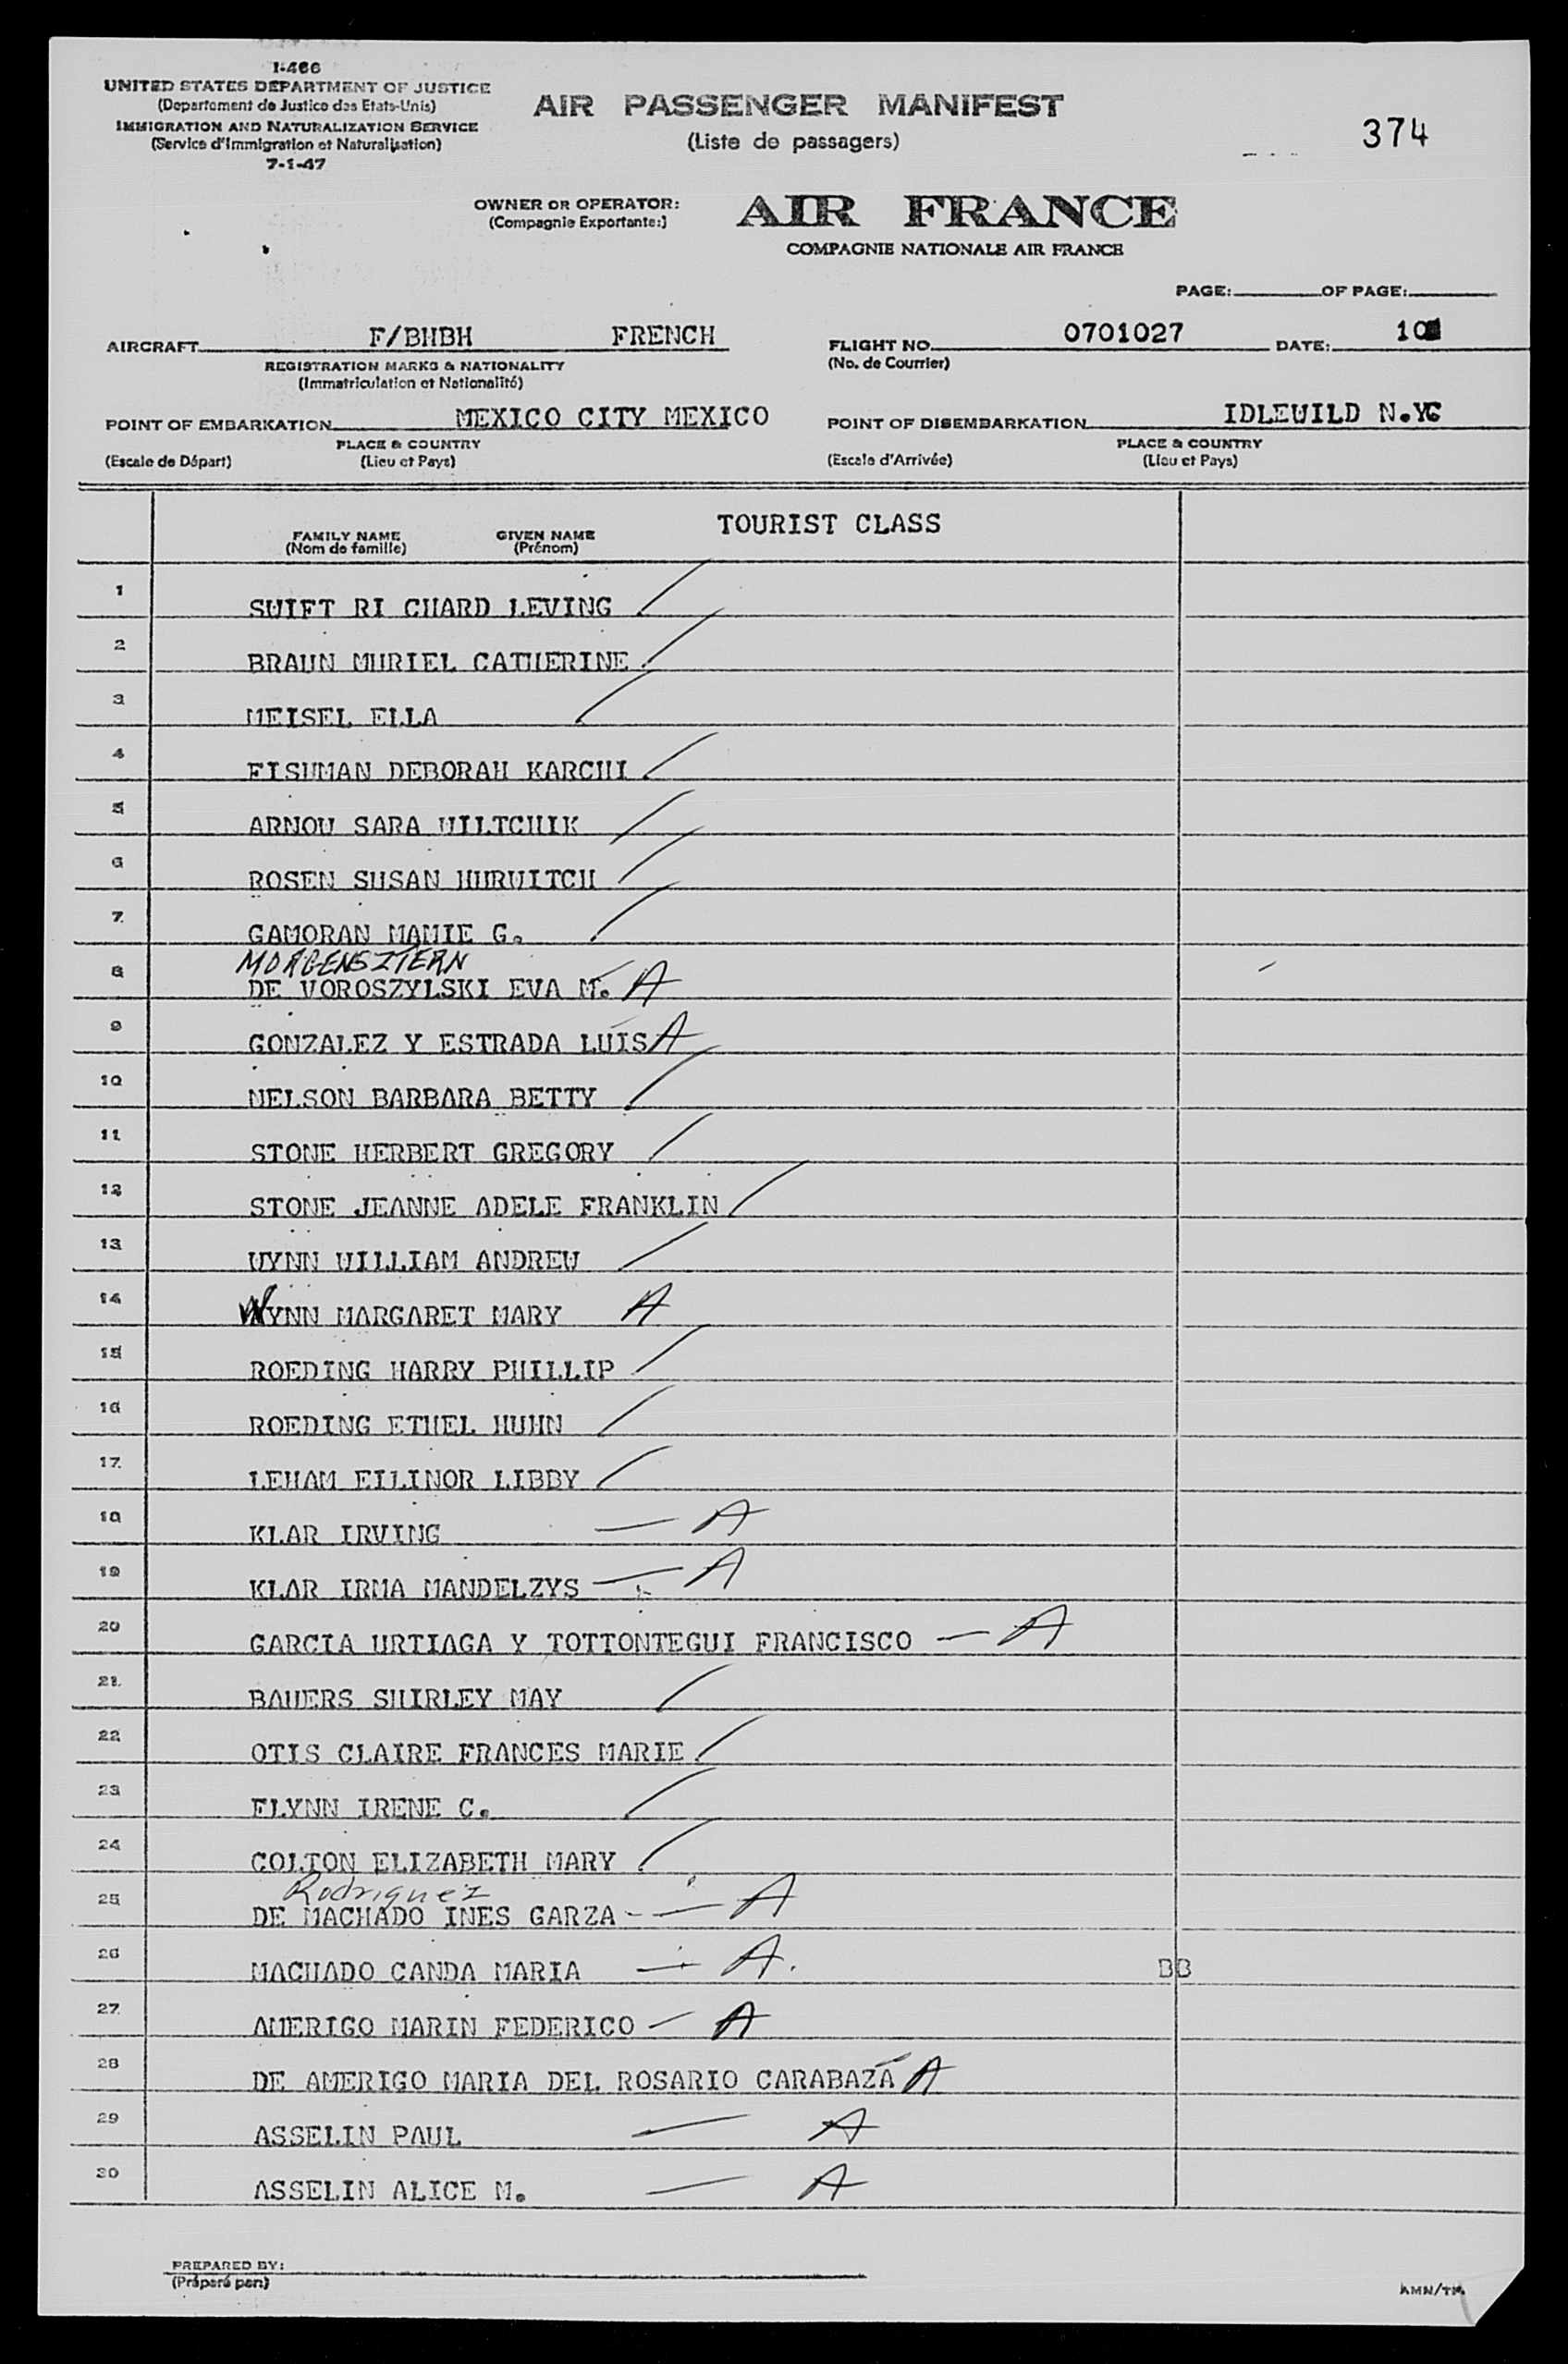 I-466
UNITED STATES DEPARTMENT OF JUSTICE
(Departement de Justice des Etats-Unis)
IMMIGRATION AND NATURALIZATION SERVICE
(Service d'Immigration et Naturalisation)
7-1-47
AIR PASSENGER MANIFEST
(Liste de passagers)
374
OWNER OR OPERATOR:
(Compagnie Exportante:)
AIR FRANCE
COMPAGNIE NATIONALE AIR FRANCE
PAGE: OF PAGE:
AIRCRAFT F/BHBH FRENCH
REGISTRATION MARKS & NATIONALITY
(Immatriculation et Nationalité)
FLIGHT NO. 0701027 DATE: 10
(No. de Courrier)
POINT OF EMBARKATION MEXICO CITY MEXICO
PLACE & COUNTRY
(Escale de Départ) (Lieu et Pays)
POINT OF DISEMBARKATION IDLEWILD N.Y
PLACE & COUNTRY
(Escale d'Arrivée) (Lieu et Pays)
FAMILY NAME GIVEN NAME TOURIST CLASS
(Nom de famille) (Prénom)
1 SWIFT RI CHARD LEVING
2 BRAUN MURIEL CATHERINE
3 MEISEL ELLA
4 FISHMAN DEBORAH KARCHI
5 ARNOW SARA WILTCHIK
6 ROSEN SUSAN HURWITCH
7 GAMORAN MAMIE G.
MORGENSZTERN
8 DE WOROSZYLSKI EVA M. A
9 GONZALEZ Y ESTRADA LUIS A
10 NELSON BARBARA BETTY
11 STONE HERBERT GREGORY
12 STONE JEANNE ADELE FRANKLIN
13 WYNN WILLIAM ANDREW
14 WYNN MARGARET MARY A
15 ROEDING HARRY PHILLIP
16 ROEDING ETHEL HUHN
17 LEHAM EILINOR LIBBY
18 KLAR IRVING — A
19 KLAR IRMA MANDELZYS — A
20 GARCIA URTIAGA Y TOTTONTEGUI FRANCISCO — A
21 BAUERS SHIRLEY MAY
22 OTIS CLAIRE FRANCES MARIE
23 FLYNN IRENE C.
24 COLTON ELIZABETH MARY
Rodriguez
25 DE MACHADO INES GARZA - — A
26 MACHADO CANDA MARIA — A. BB
27 AMERIGO MARIN FEDERICO — A
28 DE AMERIGO MARIA DEL ROSARIO CARABAZA A
29 ASSELIN PAUL — A
30 ASSELIN ALICE M. — A
PREPARED BY:
(Préparé par:)
AMN/TM